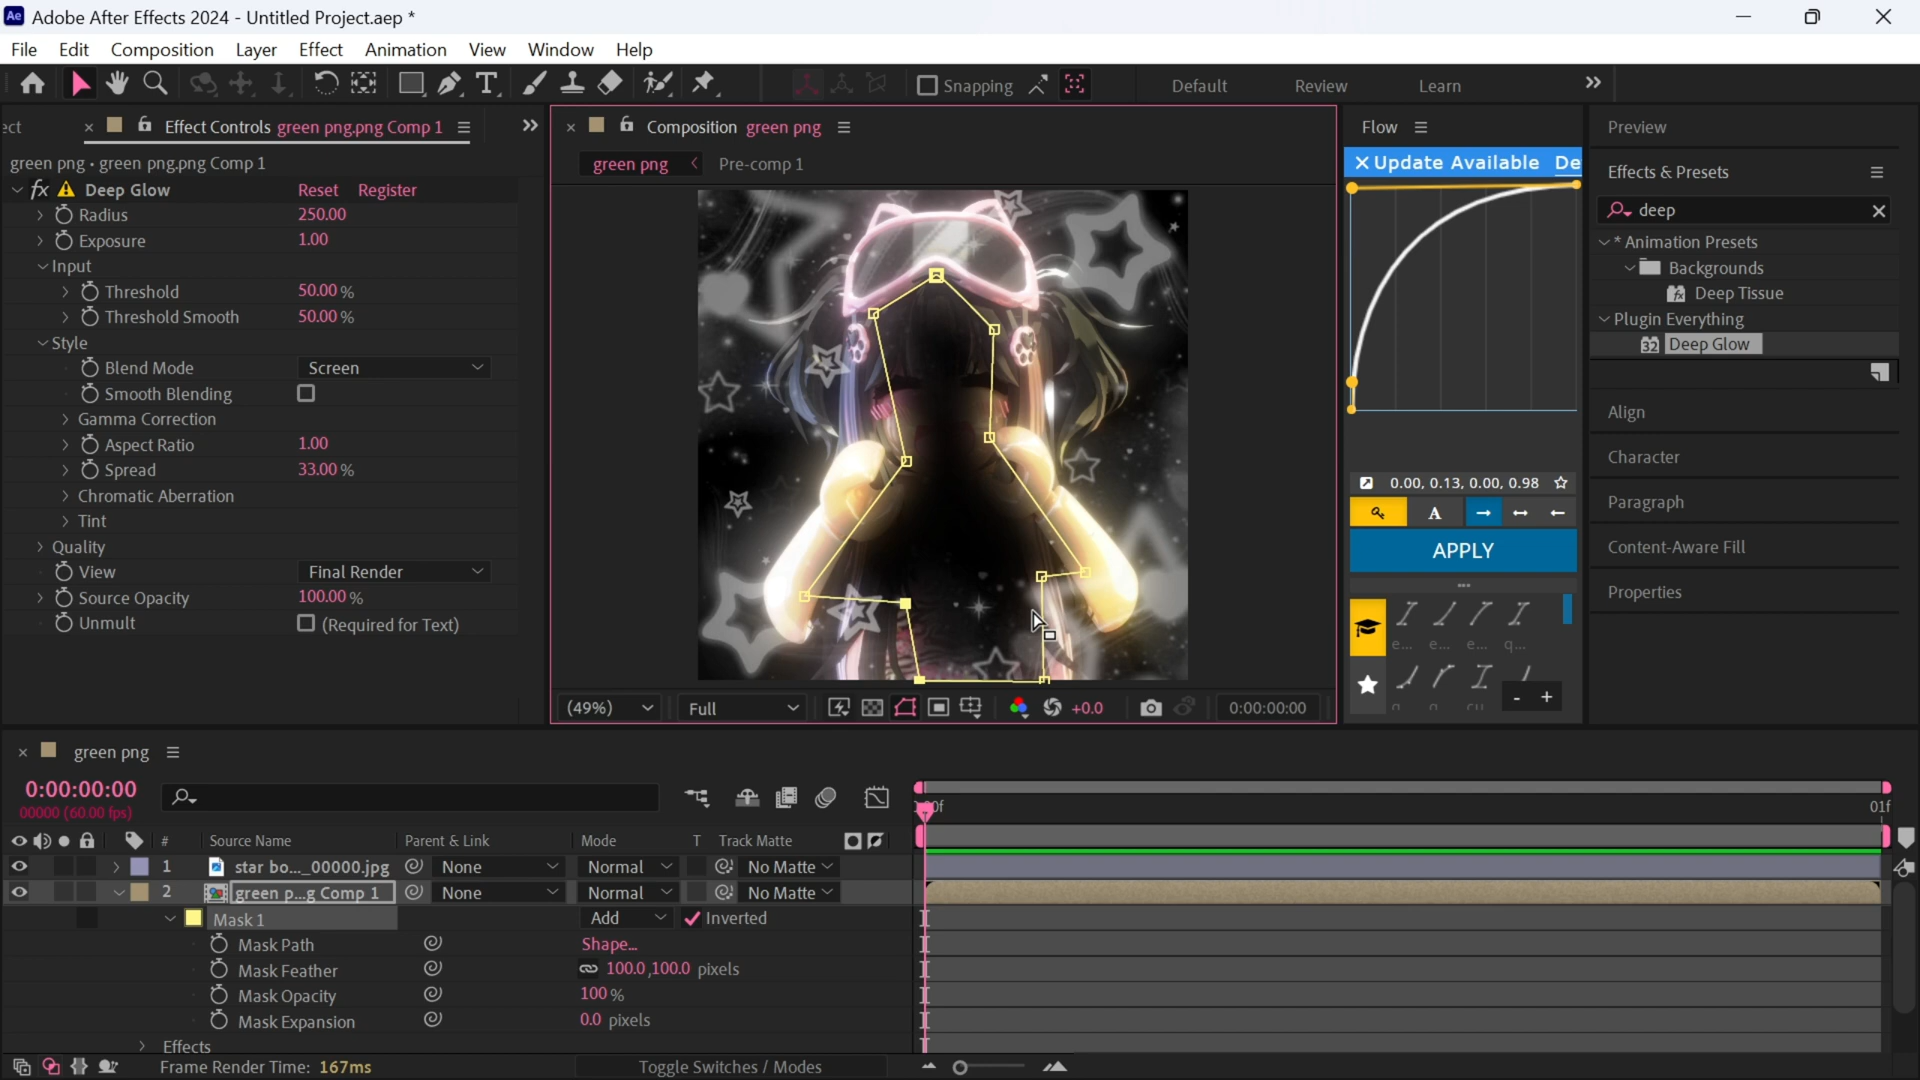 Adobe After Effects 2024 - Untitled Project.aep *
File Edit Composition Layer Effect Animation View Window Help
Snapping Default Review Learn
ect × Effect Controls green png.png Comp 1
green png • green png.png Comp 1
fx Deep Glow Reset Register
Radius 250.00
Exposure 1.00
Input
Threshold 50.00 %
Threshold Smooth 50.00 %
Style
Blend Mode Screen
Smooth Blending
Gamma Correction
Aspect Ratio 1.00
Spread 33.00 %
Chromatic Aberration
Tint
Quality
View Final Render
Source Opacity 100.00 %
Unmult (Required for Text)
× Composition green png
green png Pre-comp 1
(49%) Full +0.0 0:00:00:00
Flow
×Update Available De
0.00, 0.13, 0.00, 0.98
A
APPLY
e... e... e... q...
- +
Preview
Effects & Presets
deep
* Animation Presets
Backgrounds
Deep Tissue
Plugin Everything
32 Deep Glow
Align
Character
Paragraph
Content-Aware Fill
Properties
× green png
0:00:00:00
00000 (60.00 fps)
01f
# Source Name Parent & Link Mode T Track Matte
1 star bo..._00000.jpg None Normal No Matte
2 green p...g Comp 1 None Normal No Matte
Mask 1 Add Inverted
Mask Path Shape...
Mask Feather 100.0,100.0 pixels
Mask Opacity 100 %
Mask Expansion 0.0 pixels
Effects
Frame Render Time: 167ms Toggle Switches / Modes